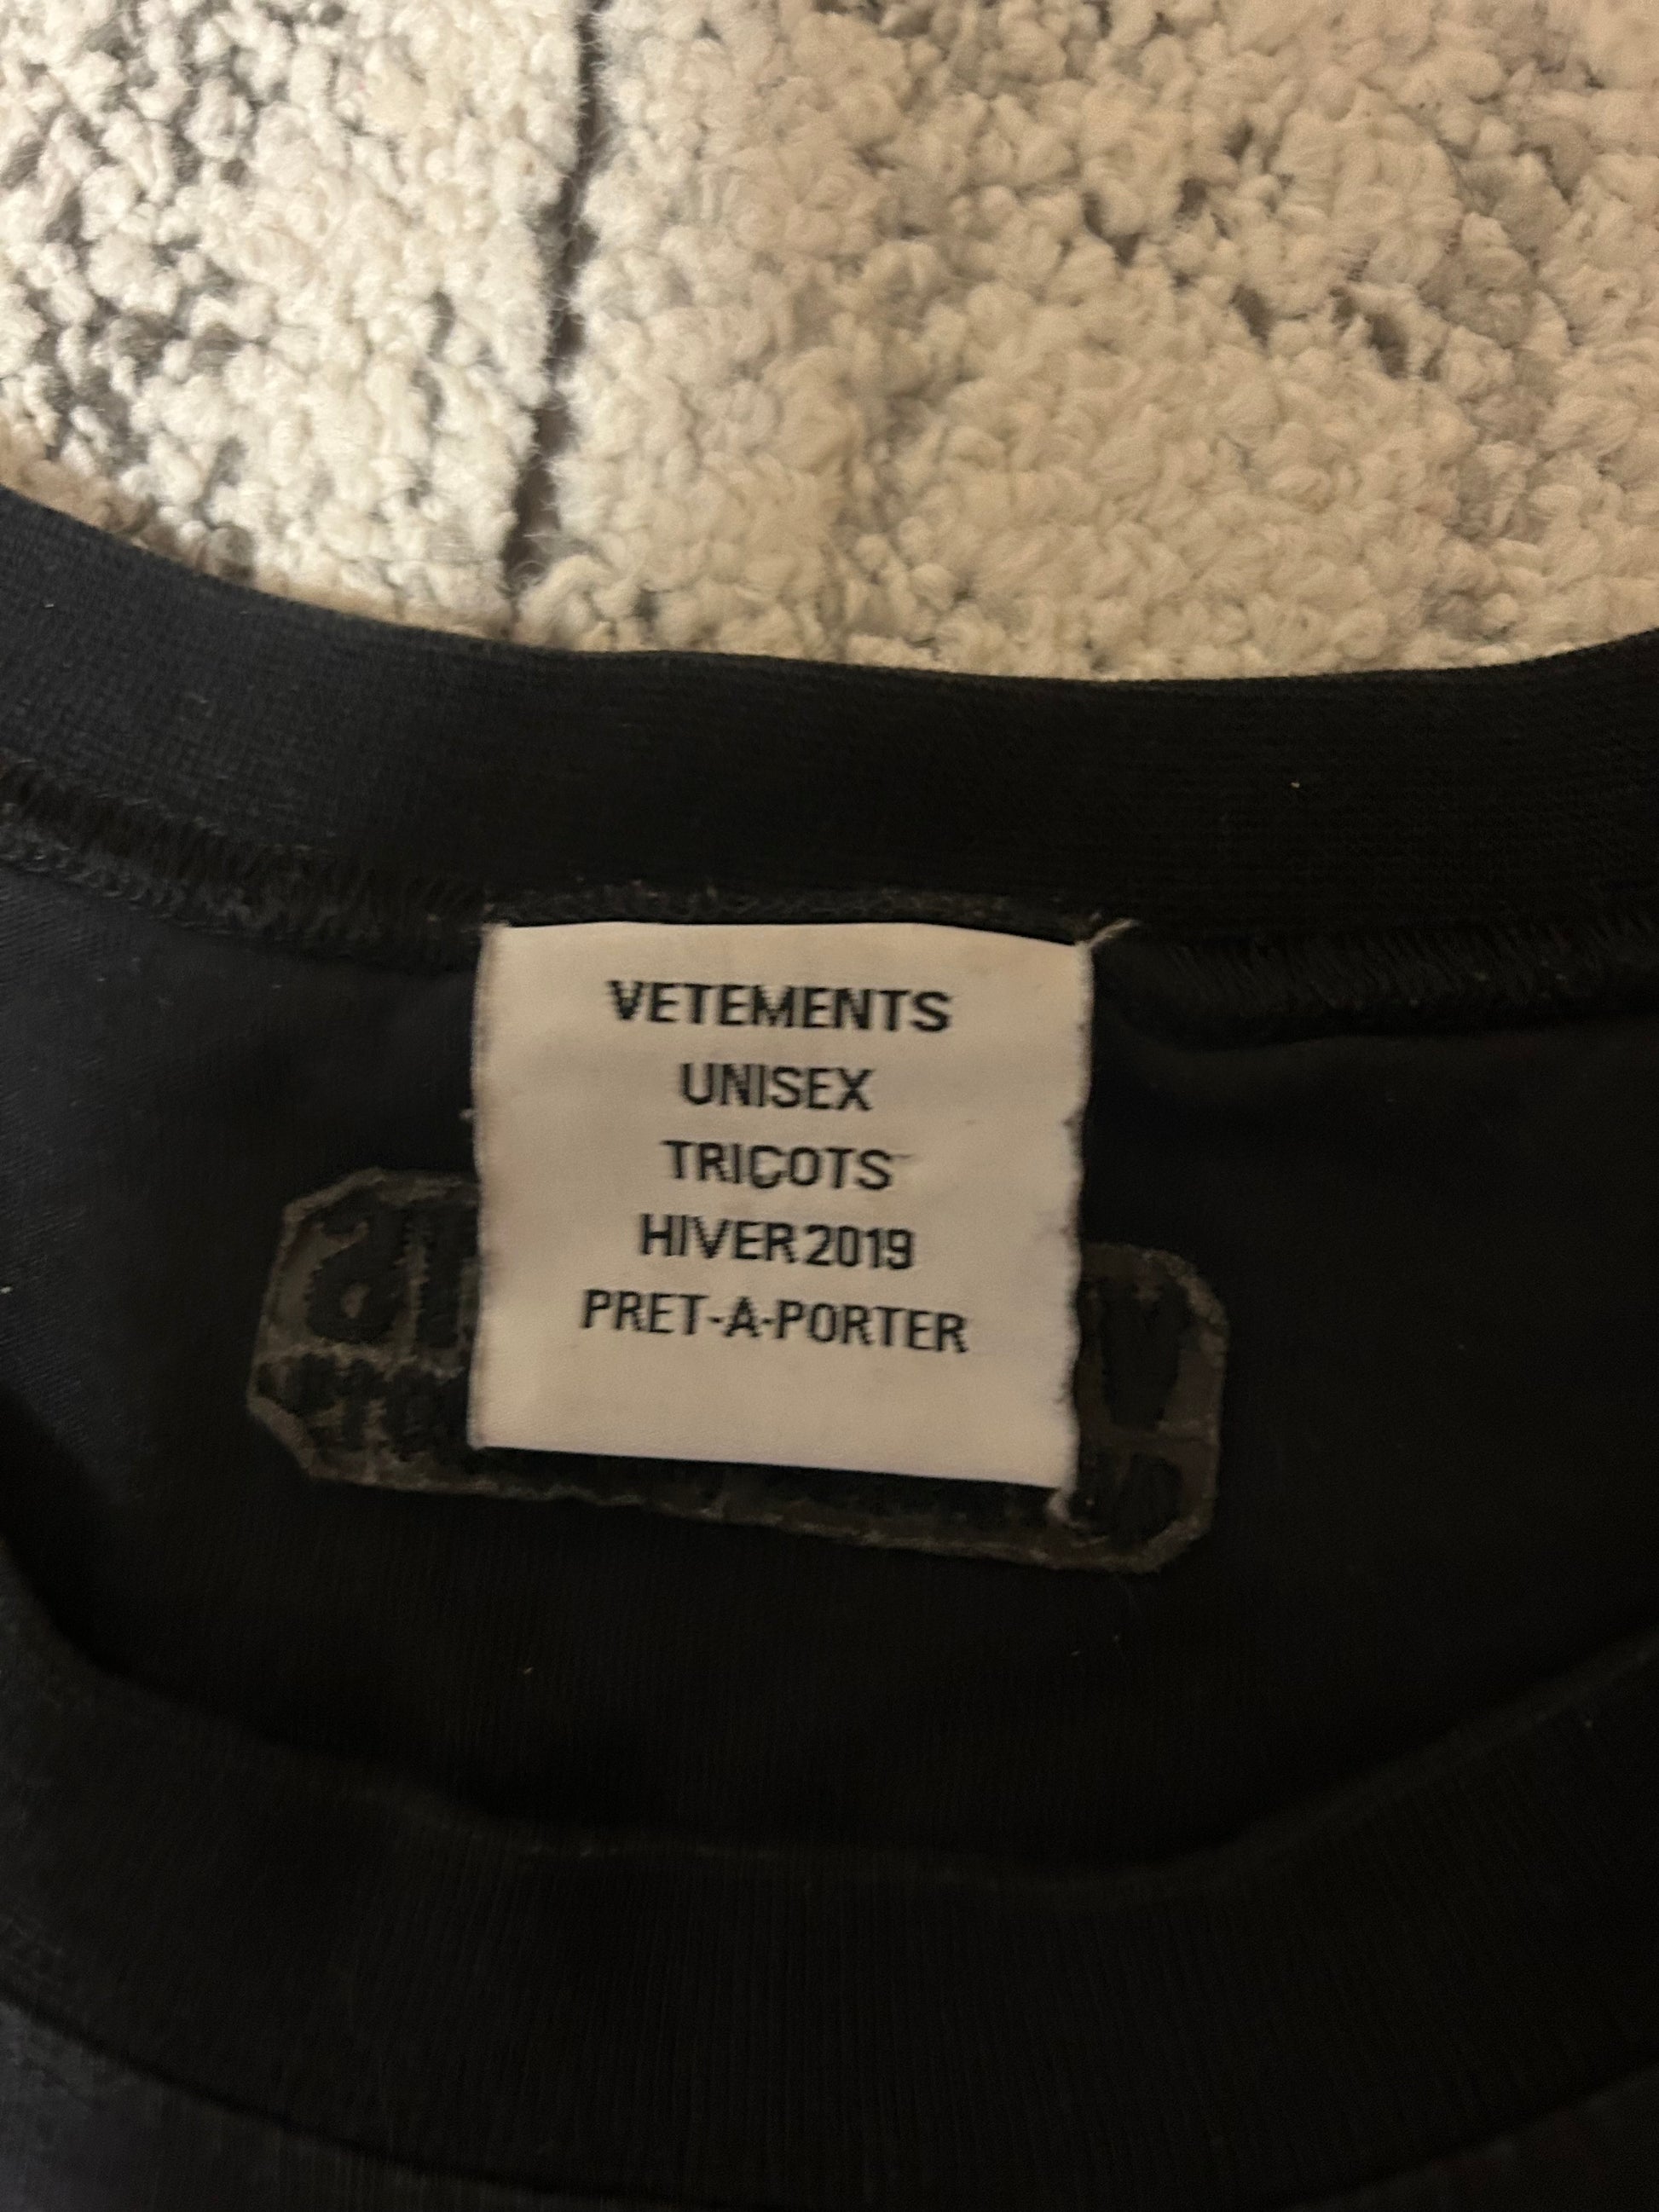 VETEMENTS
UNISEX
TRICOTS
HIVER 2019
PRET-A-PORTER